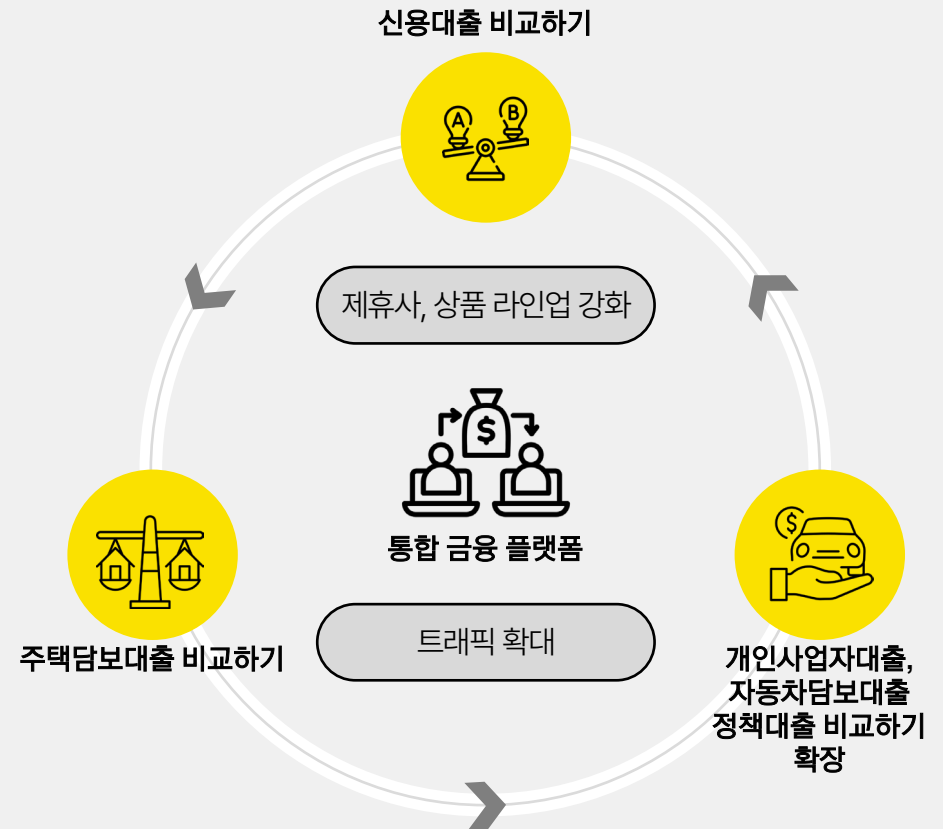 신용대출 비교하기
A
B
제휴사, 상품 라인업 강화
$
통합 금융 플랫폼
$
주택담보대출 비교하기
트래픽 확대
개인사업자대출,
자동차담보대출
정책대출 비교하기
확장